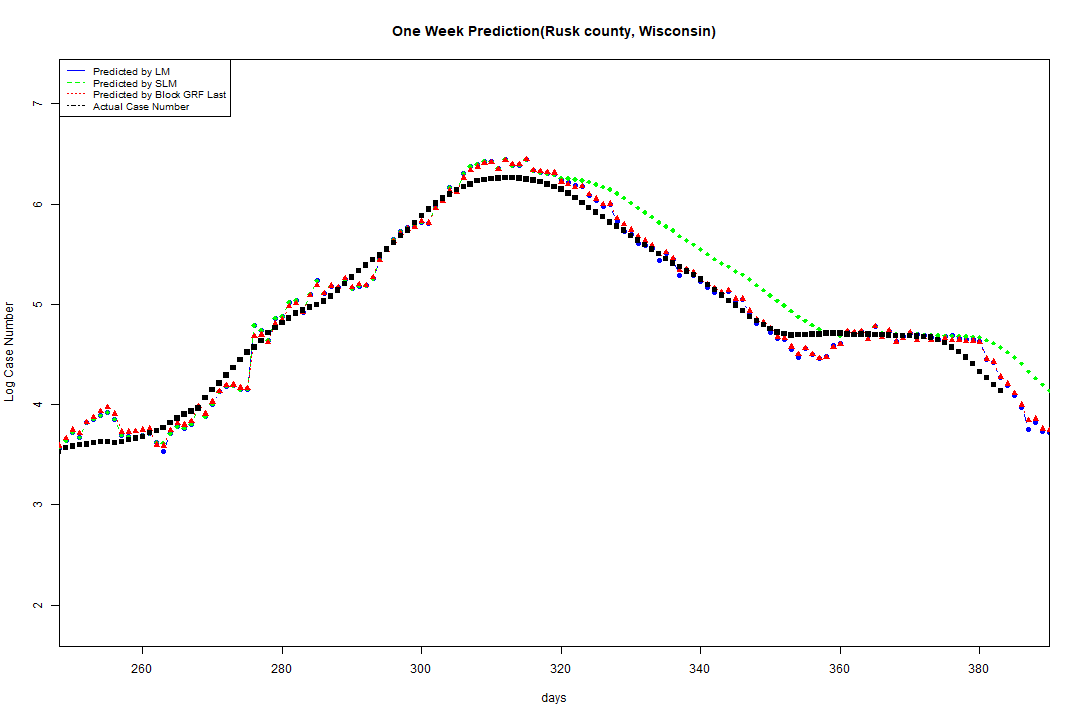 One Week Prediction(Rusk county, Wisconsin)
Predicted by LM
Predicted by SLM
Predicted by Block GRF Last
Actual Case Number
7
6
5
4
3
2
Log Case Number
260 280 300 320 340 360 380
days